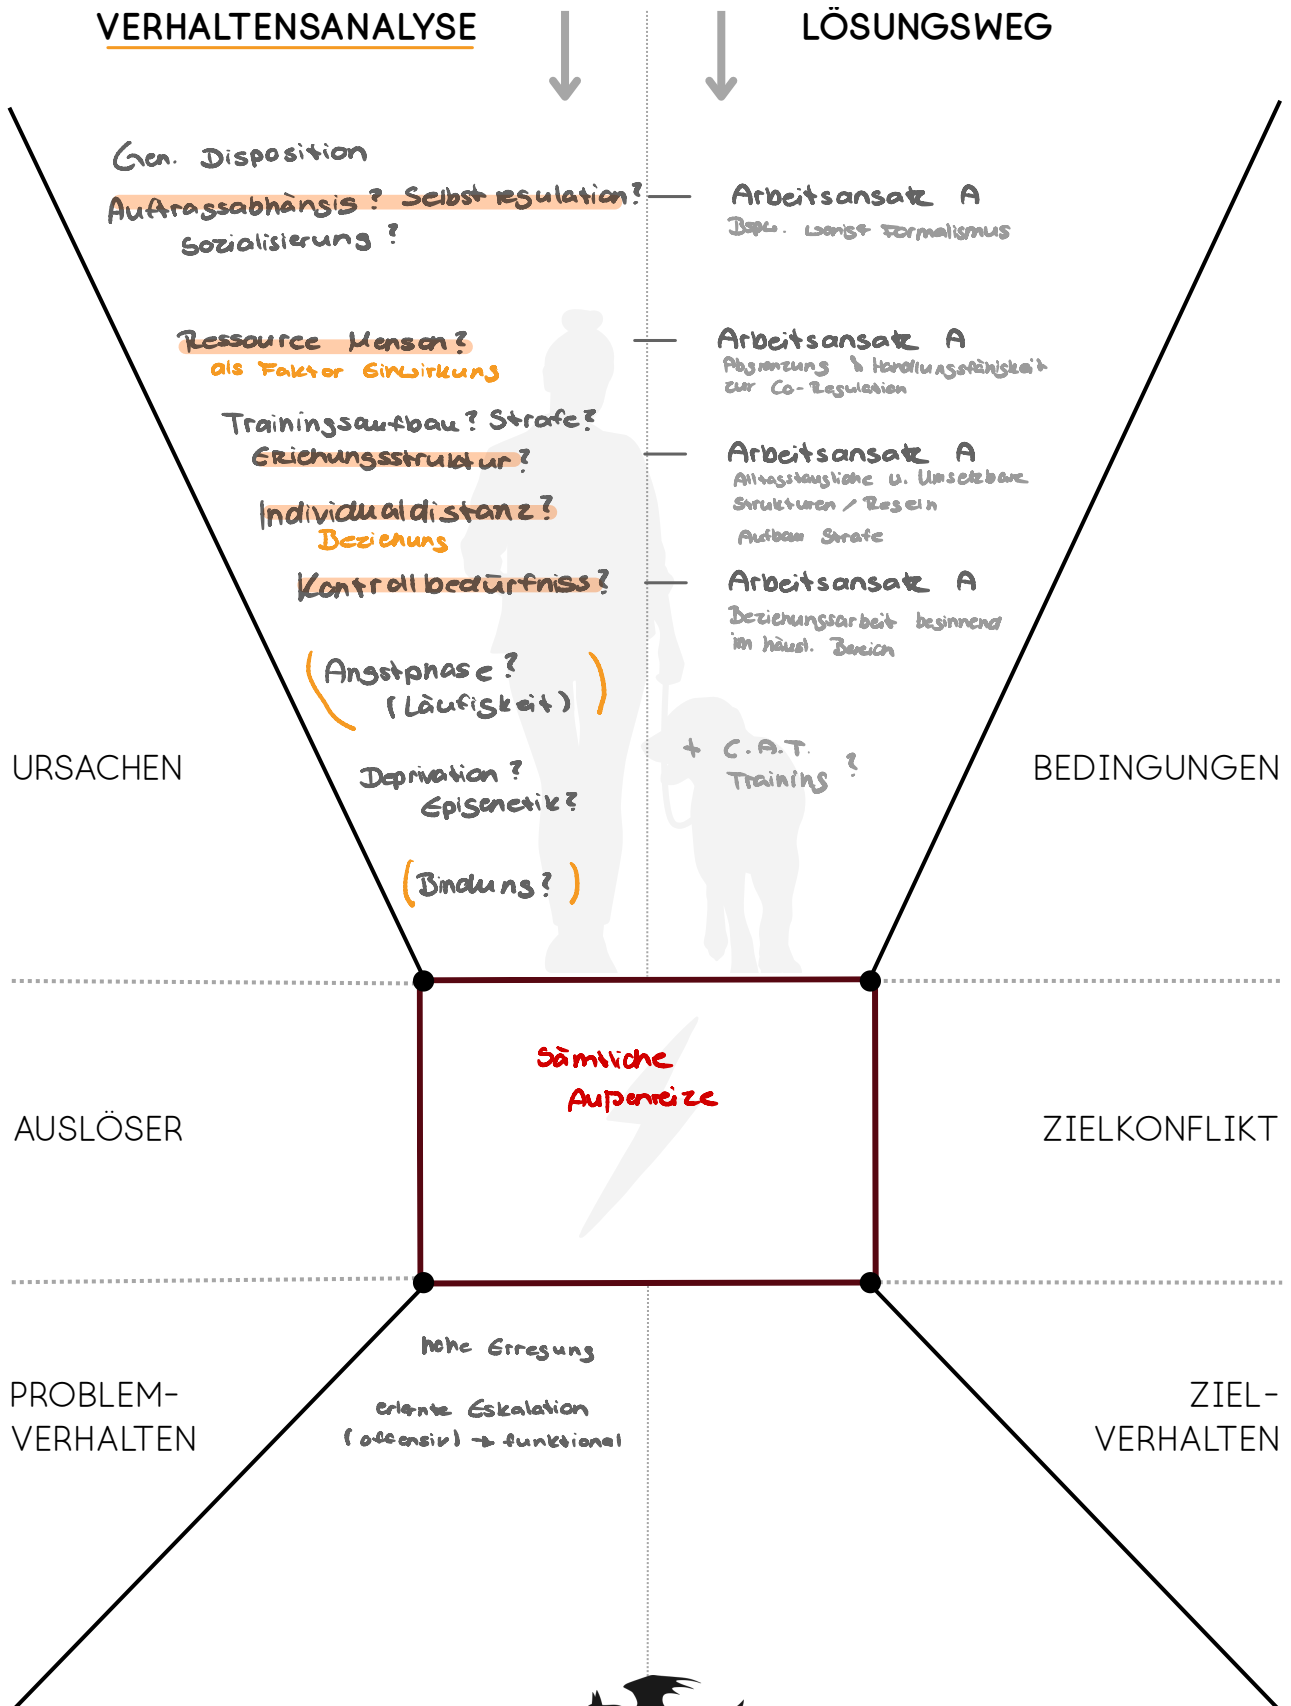 VERHALTENSANALYSE
LÖSUNGSWEG
Gen. Disposition
Auftragsabhängig? Selbstregulation?
Sozialisierung?
Arbeitsansatz A
Bspw. wenig Formalismus
Ressource Mensch?
als Faktor Einwirkung
Arbeitsansatz A
Abgrenzung & Handlungsfähigkeit
zur Co-Regulation
Trainingsaufbau? Strafe?
Erziehungsstruktur?
Arbeitsansatz A
Alltagstaugliche u. Umsetzbare
Strukturen / Regeln
Aufbau Strafe
Individualdistanz?
Beziehung
Kontrollbedürfniss?
Arbeitsansatz A
Beziehungsarbeit beginnend
im häusl. Bereich
(Angstphase?
(Läufigkeit))
+ C.A.T.
Training?
URSACHEN
BEDINGUNGEN
Deprivation?
Episenetik?
(Bindung?)
Sämtliche
Außenreize
AUSLÖSER
ZIELKONFLIKT
hohe Erregung
erlernte Eskalation
(offensiv) → funktional
PROBLEM-
VERHALTEN
ZIEL-
VERHALTEN